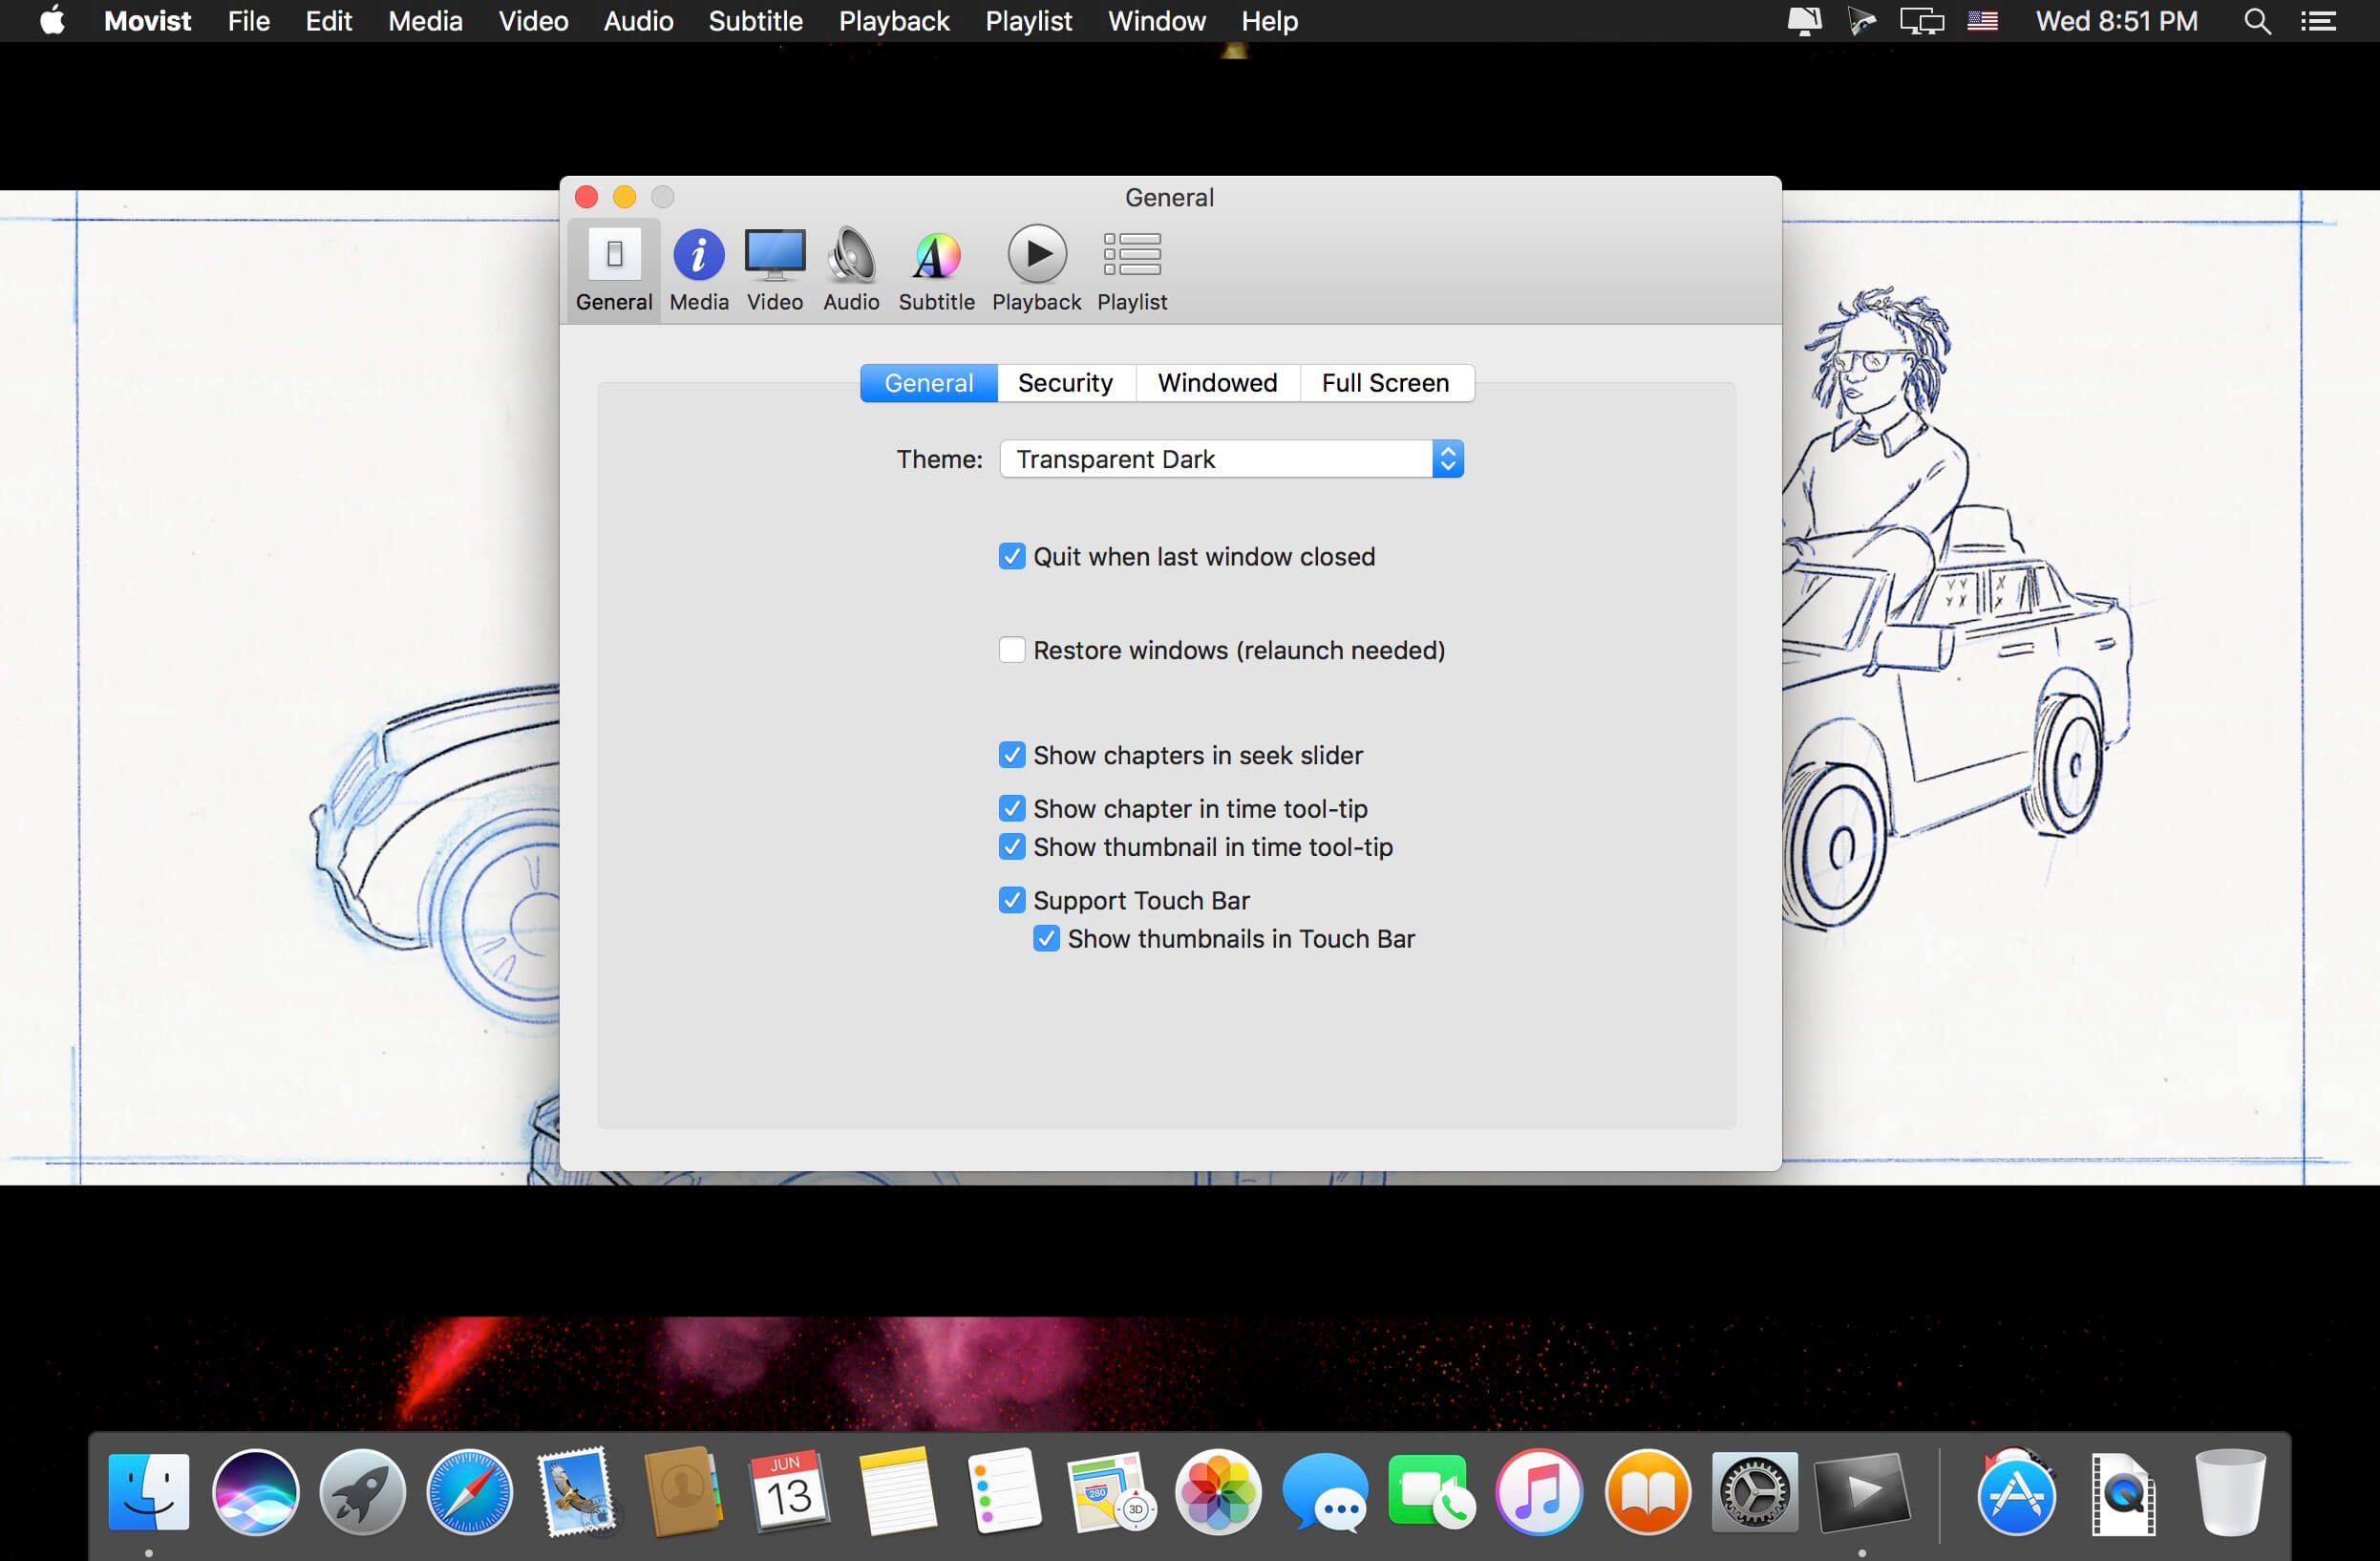 Movist File Edit Media Video Audio Subtitle Playback Playlist Window Help Wed 8:51 PM
General
General Media Video Audio Subtitle Playback Playlist
General Security Windowed Full Screen
Theme: Transparent Dark
Quit when last window closed
Restore windows (relaunch needed)
Show chapters in seek slider
Show chapter in time tool-tip
Show thumbnail in time tool-tip
Support Touch Bar
Show thumbnails in Touch Bar
JUN
13
280
3D